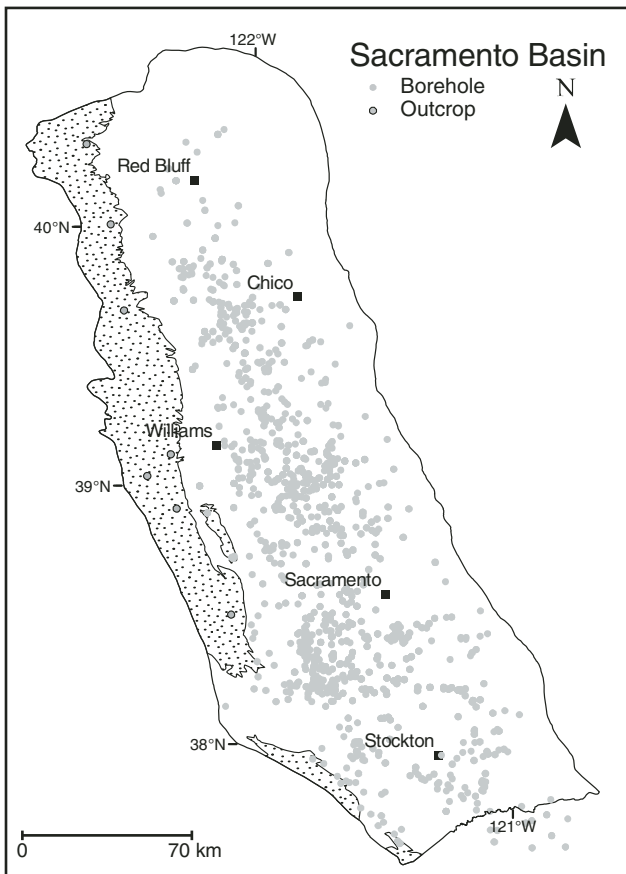 122°W
Sacramento Basin
Borehole
N
Outcrop
Red Bluff
40°N
Chico
Williams
39°N
Sacramento
38°N
Stockton
121°W
0 70 km